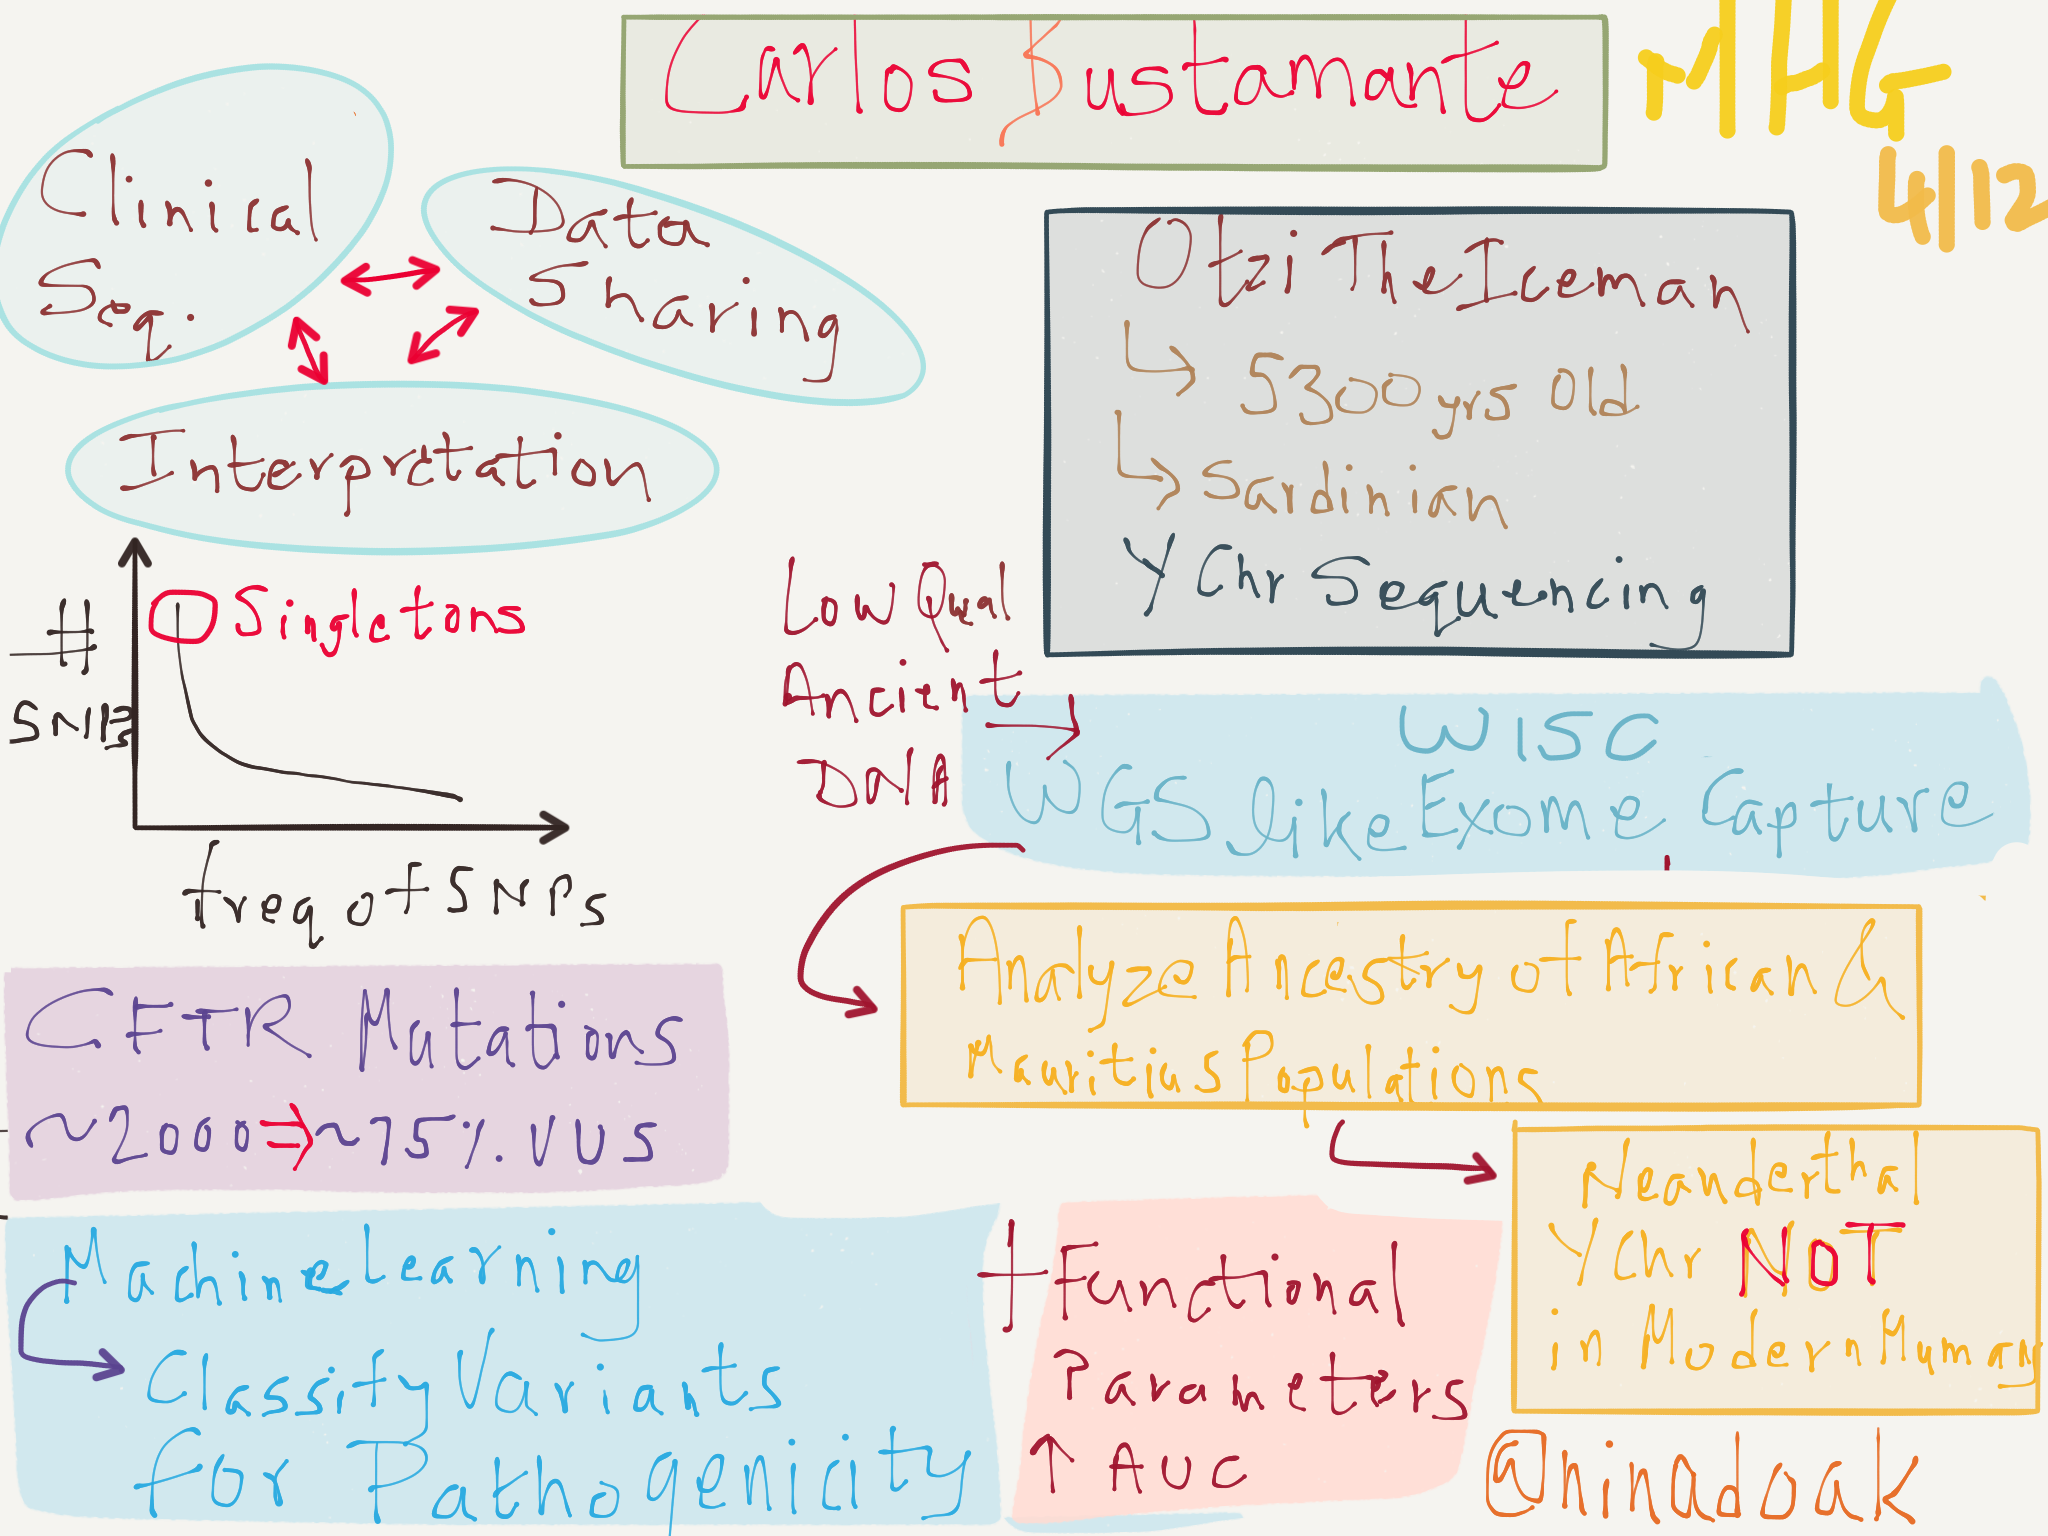 Carlos Bustamante
MHG
4/12
Clinical
Seq.
Data
Sharing
Interpretation
Otzi The Iceman
5300 yrs Old
Sardinian
Y Chr Sequencing
#
SNPs
Singletons
freq of SNPs
Low Qual
Ancient
DNA
WISC
WGS like Exome Capture
Analyze Ancestry of African &
Mauritius Populations
Neanderthal
Y Chr NOT
in Modern Humans
CFTR Mutations
~2000 ⇒ ~75%. VUS
Machine Learning
Classify Variants
for Pathogenicity
+ Functional
Parameters
↑ AUC
@ninadoak